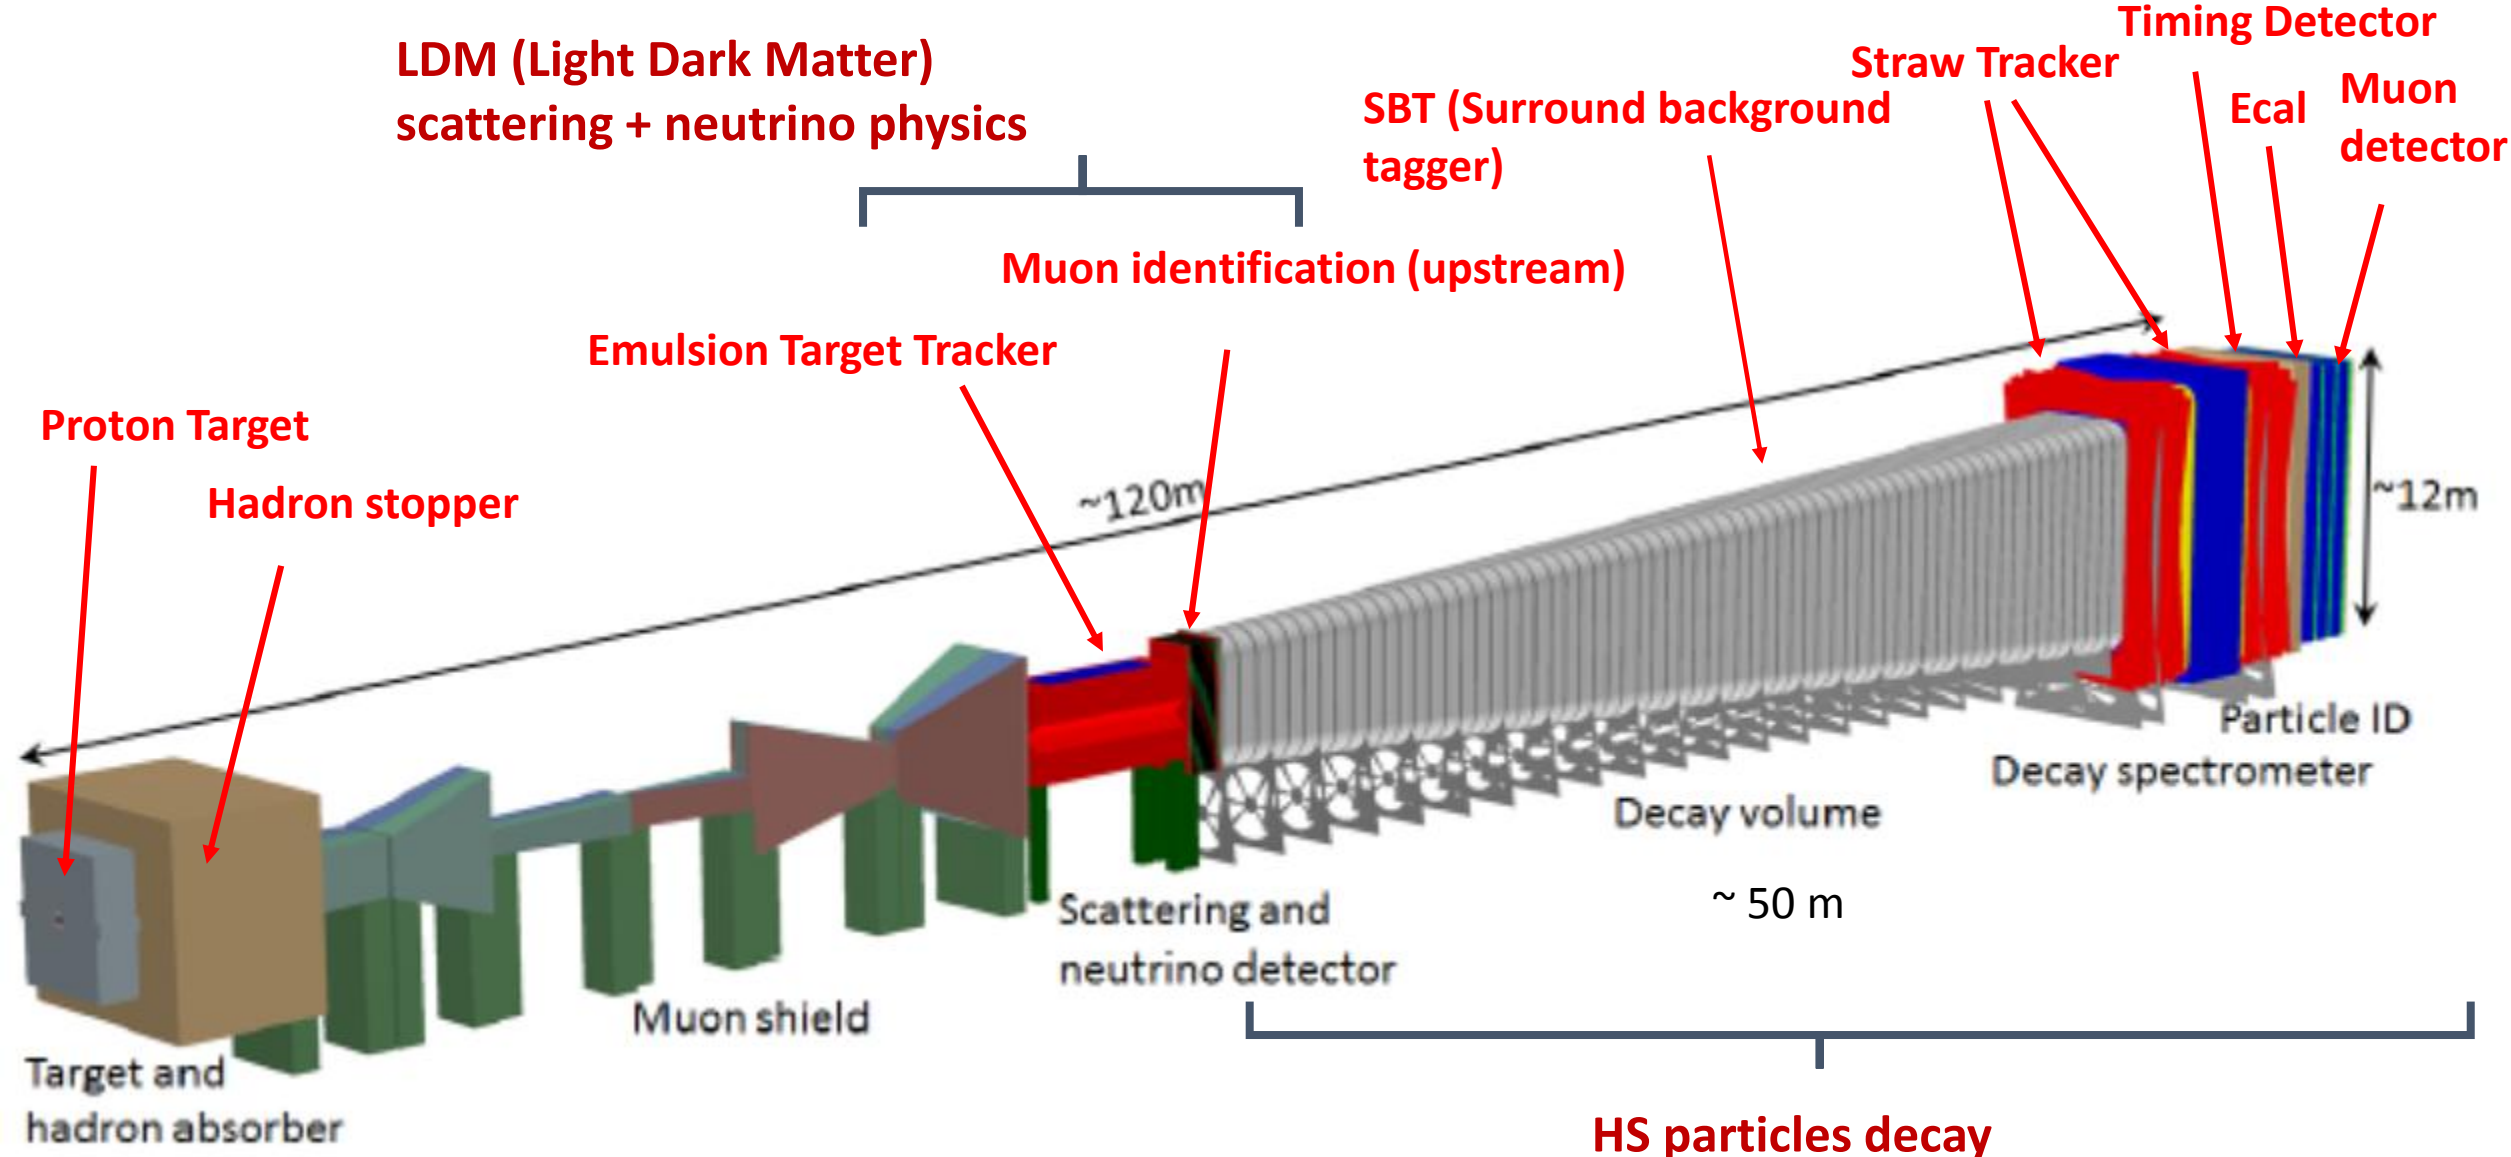 Timing Detector
LDM (Light Dark Matter)
scattering + neutrino physics
Straw Tracker
SBT (Surround background
tagger)
Ecal
Muon
detector
Muon identification (upstream)
Emulsion Target Tracker
Proton Target
Hadron stopper
~120m
~12m
Particle ID
Decay spectrometer
Decay volume
~ 50 m
Scattering and
neutrino detector
Muon shield
Target and
hadron absorber
HS particles decay